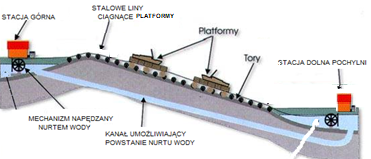 STACJA GÓRNA
STALOWE LINY
CIĄGNĄCE PLATFORMY
Platformy
Tory
STACJA DOLNA POCHYLNI
MECHANIZM NAPĘDZANY
NURTEM WODY
KANAŁ UMOŻLIWIAJĄCY
POWSTANIE NURTU WODY